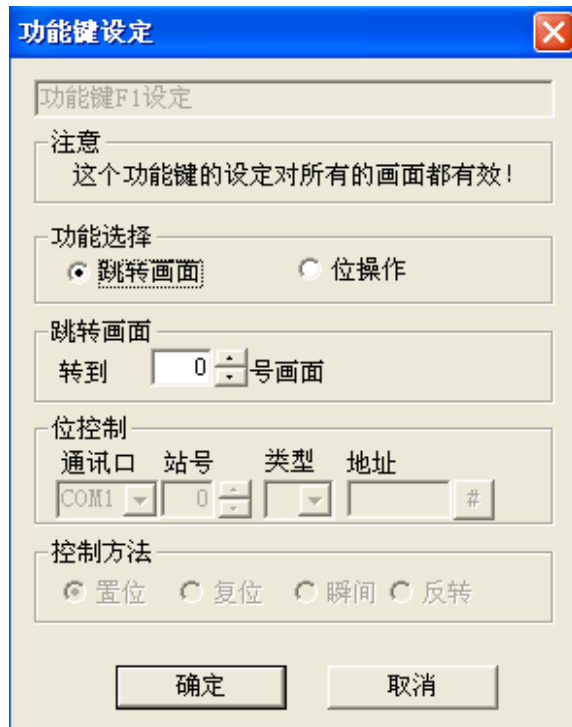 功能键设定
功能键F1设定
注意
这个功能键的设定对所有的画面都有效!
功能选择
跳转画面 位操作
跳转画面
转到 0 号画面
位控制
通讯口 站号 类型 地址
COM1 0 #
控制方法
置位 复位 瞬间 反转
确定 取消